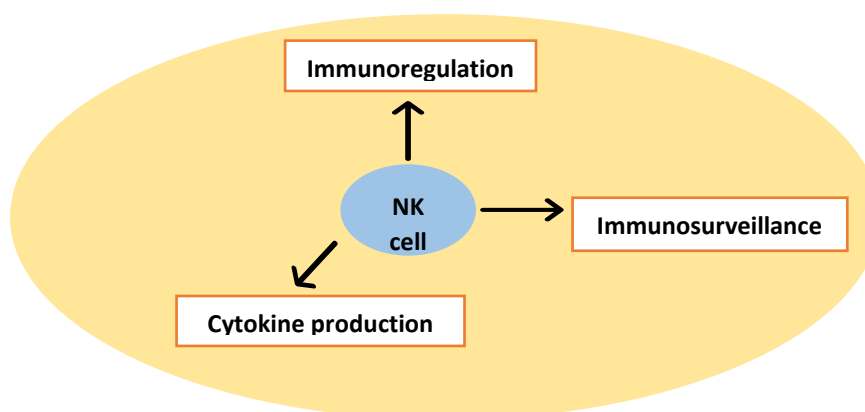 Immunoregulation
NK
cell
Immunosurveillance
Cytokine production